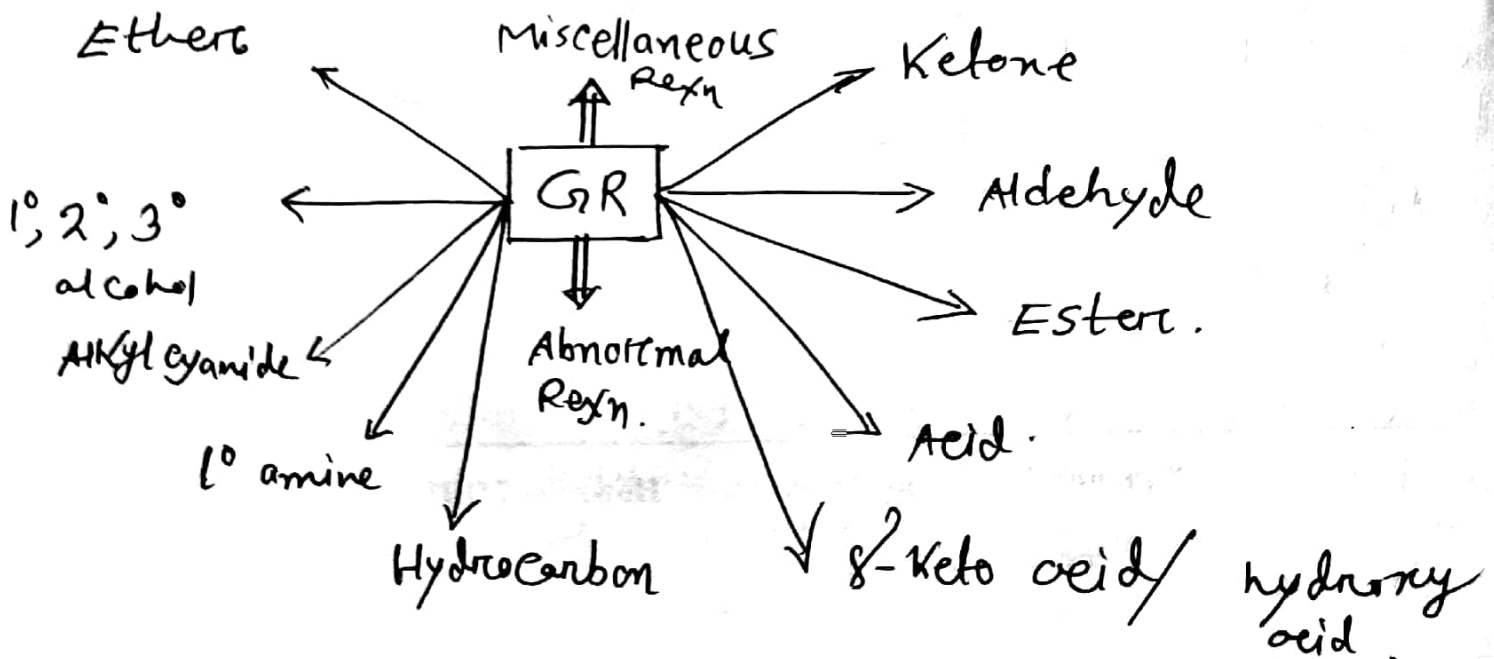 Ethers
Miscellaneous
Rexn
Ketone
GR
Aldehyde
1°, 2°, 3°
alcohol
Ester.
Alkyl cyanide
Abnormal
Rexn.
Acid.
1° amine
Hydrocarbon
γ-Keto acid/ hydroxy
acid.